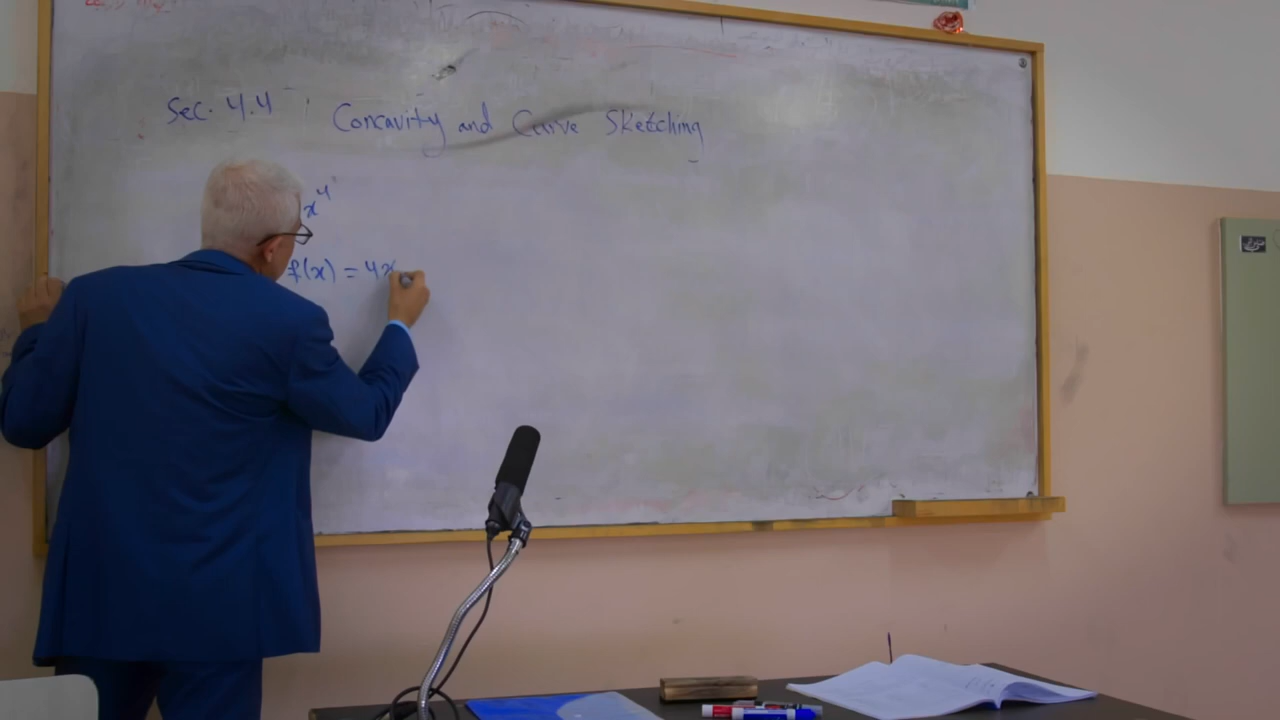 Sec. 4.4 Concavity and Curve Sketching
x⁴
f(x) = 4x